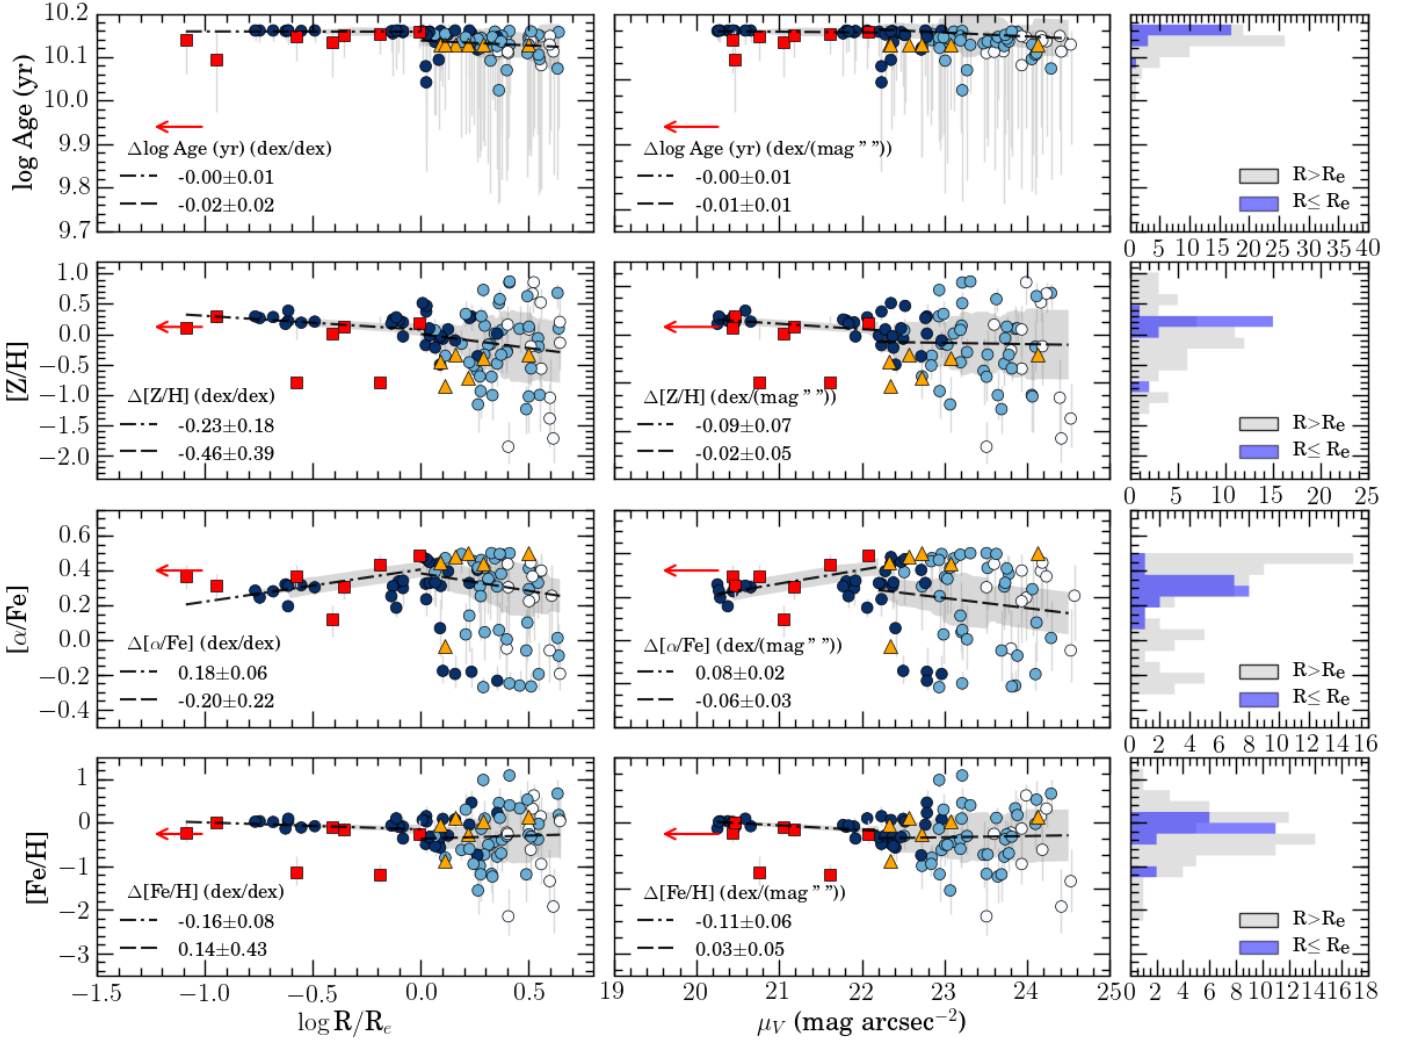 10.2
10.1
10.0
9.9
9.8
9.7
log Age (yr)
Δlog Age (yr) (dex/dex)
-0.00±0.01
-0.02±0.02
Δlog Age (yr) (dex/(mag ” ”))
-0.00±0.01
-0.01±0.01
R>Re
R≤ Re
0 5 10 15 20 25 30 35 40
1.0
0.5
0.0
−0.5
−1.0
−1.5
−2.0
[Z/H]
Δ[Z/H] (dex/dex)
-0.23±0.18
-0.46±0.39
Δ[Z/H] (dex/(mag ” ”))
-0.09±0.07
-0.02±0.05
R>Re
R≤ Re
0 5 10 15 20 25
0.6
0.4
0.2
0.0
−0.2
−0.4
[α/Fe]
Δ[α/Fe] (dex/dex)
0.18±0.06
-0.20±0.22
Δ[α/Fe] (dex/(mag ” ”))
0.08±0.02
-0.06±0.03
R>Re
R≤ Re
0 2 4 6 8 10 12 14 16
1
0
−1
−2
−3
[Fe/H]
Δ[Fe/H] (dex/dex)
-0.16±0.08
0.14±0.43
Δ[Fe/H] (dex/(mag ” ”))
-0.11±0.06
0.03±0.05
R>Re
R≤ Re
−1.5 −1.0 −0.5 0.0 0.5
19 20 21 22 23 24 25
0 2 4 6 8 10 12 14 16 18
log R/Re
μV (mag arcsec−2)